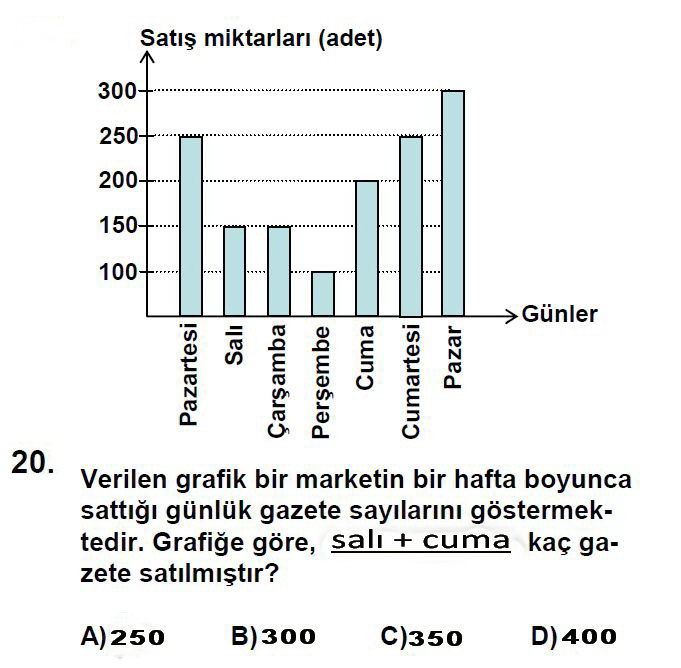 Satış miktarları (adet)
300
250
200
150
100
Günler
Pazartesi
Salı
Çarşamba
Perşembe
Cuma
Cumartesi
Pazar
20.
Verilen grafik bir marketin bir hafta boyunca
sattığı günlük gazete sayılarını göstermek-
tedir. Grafiğe göre, salı + cuma kaç ga-
zete satılmıştır?
A) 250 B) 300 C) 350 D) 400